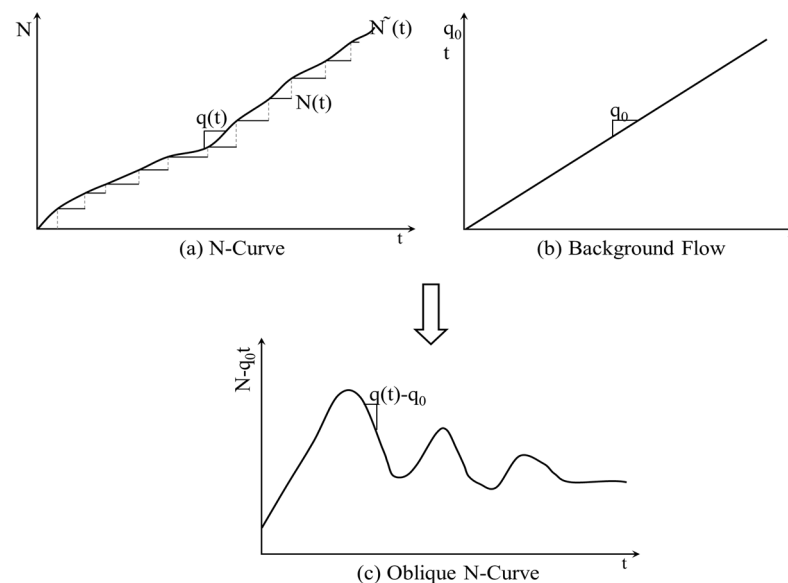 N
N˜(t)
N(t)
q(t)
t
(a) N-Curve
q₀
t
q₀
(b) Background Flow
N-q₀t
q(t)-q₀
t
(c) Oblique N-Curve